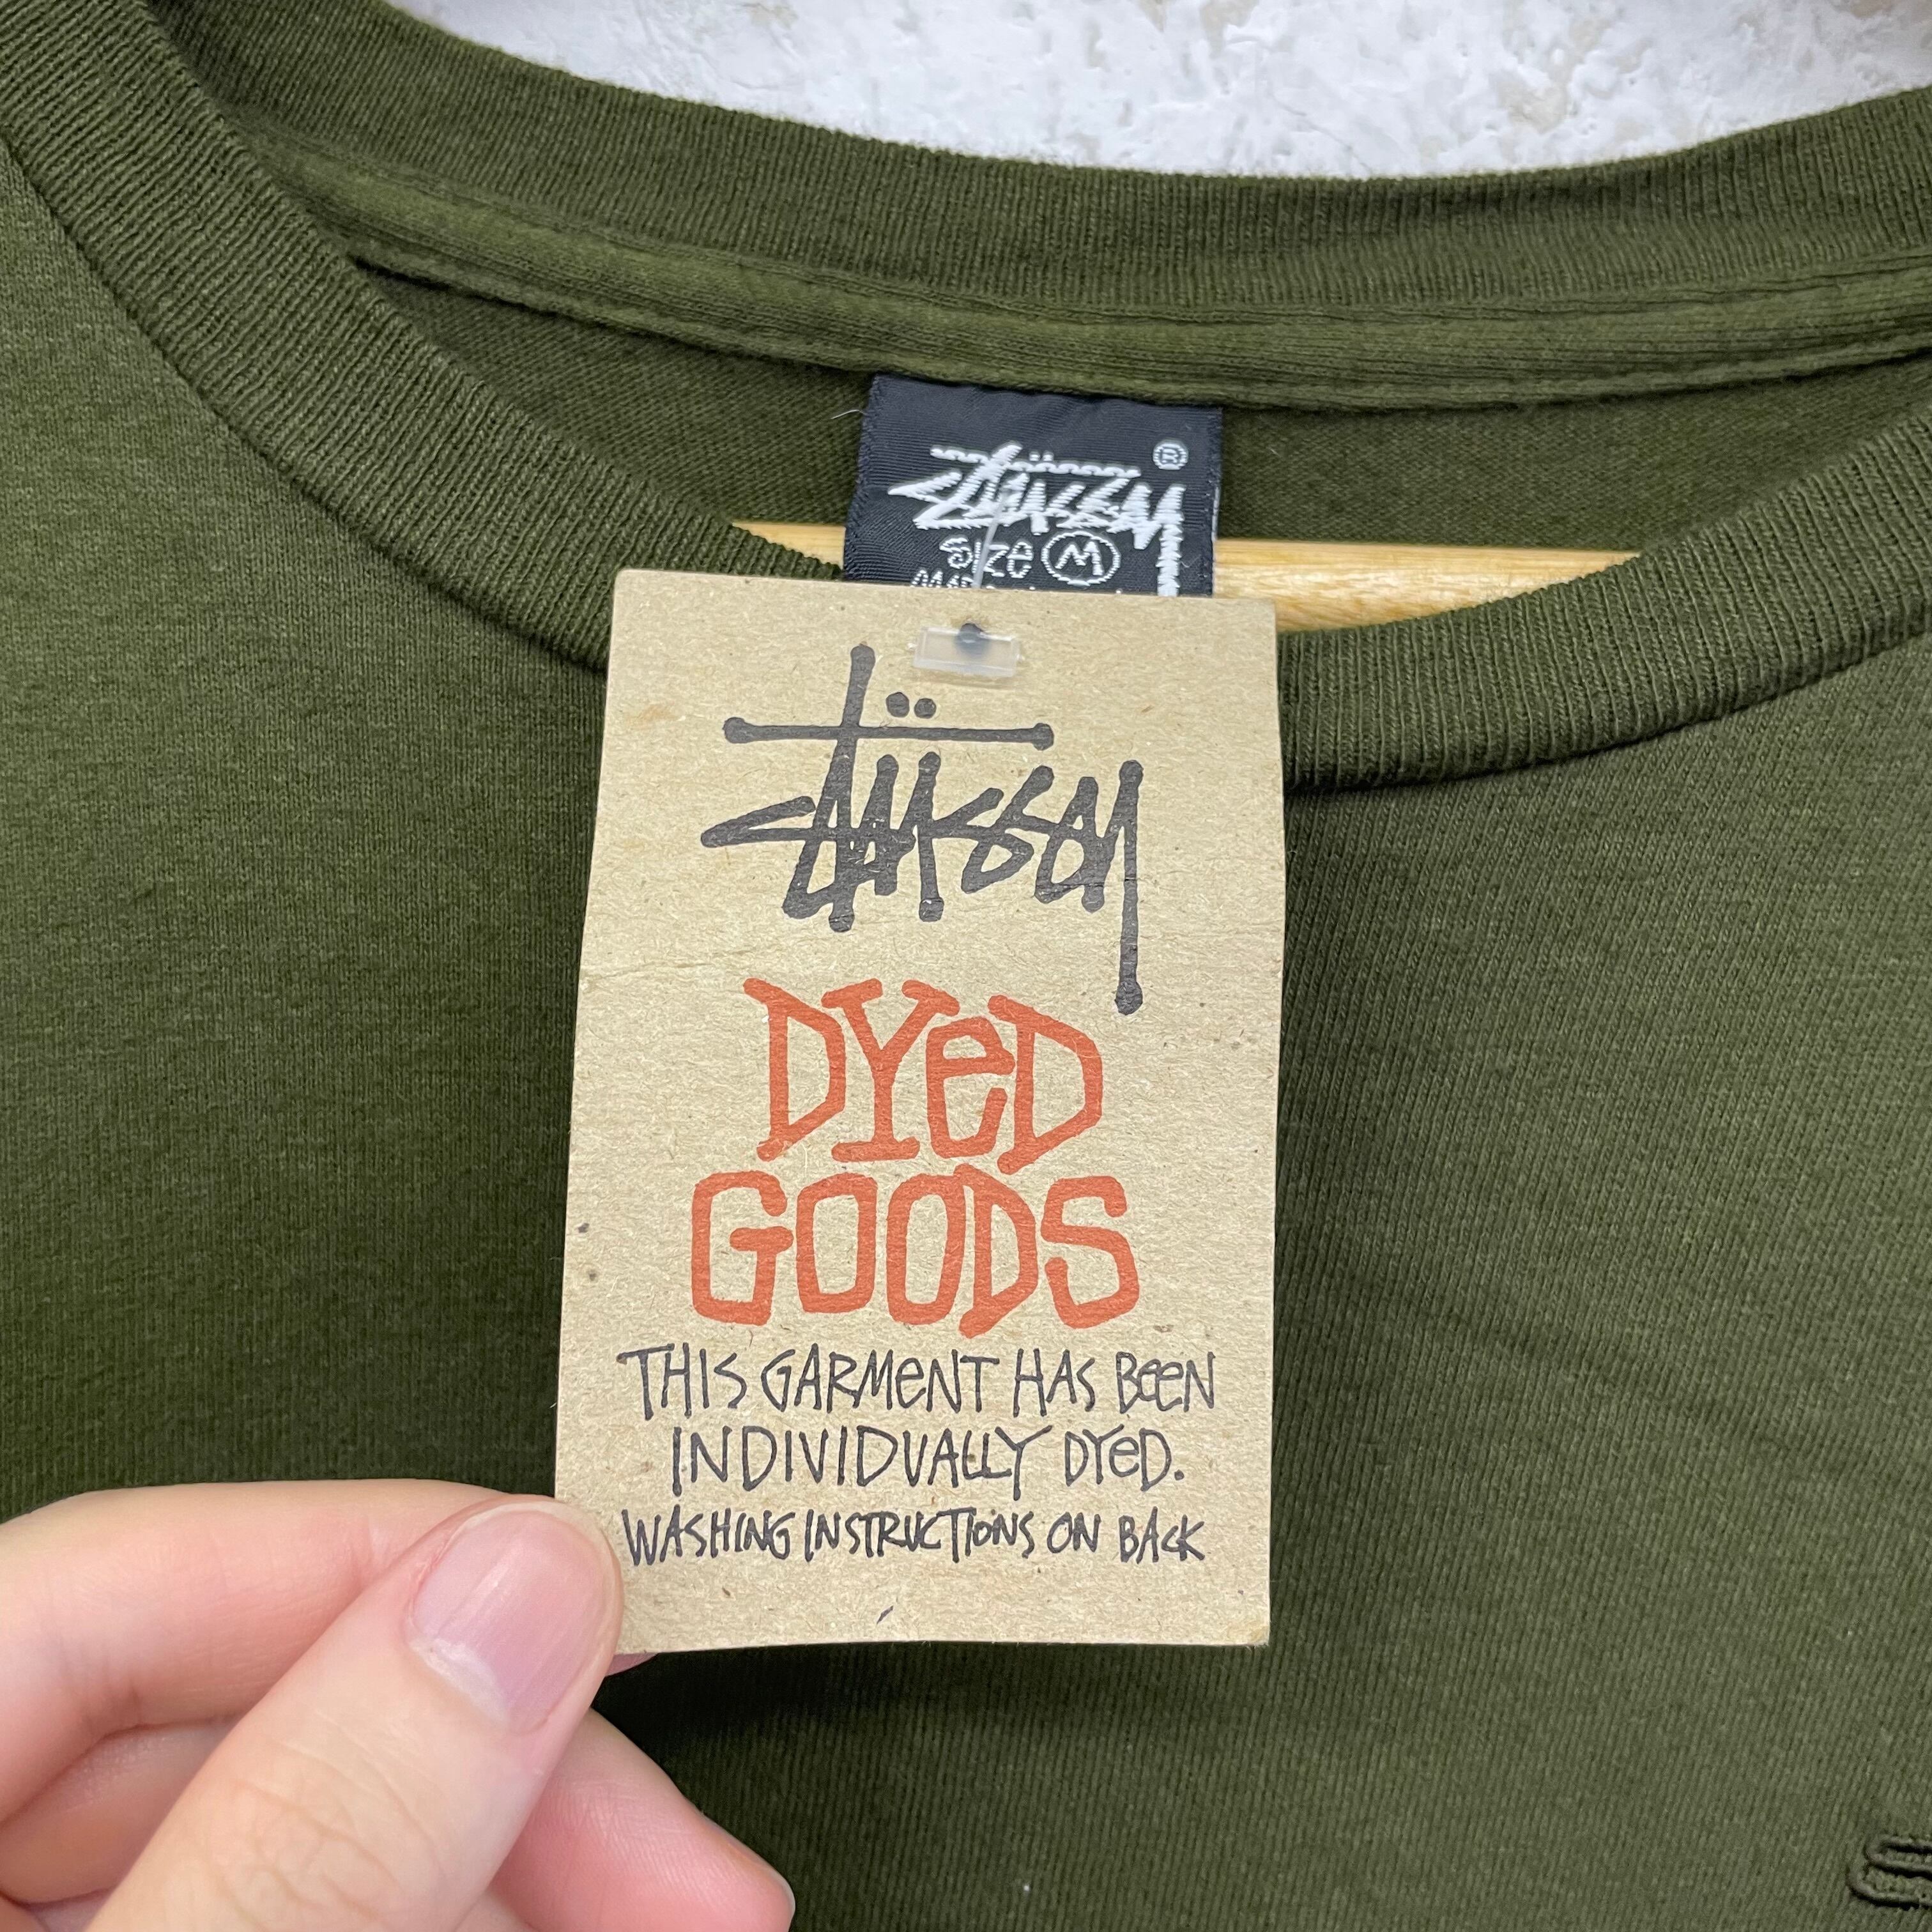 Stüssy ®
Size M
Stüssy
DYeD
GOODS
THIS GARMeNT HAS BeeN
INDIVIDUALLY DYeD.
WASHING INSTRUCTIONS ON BACK